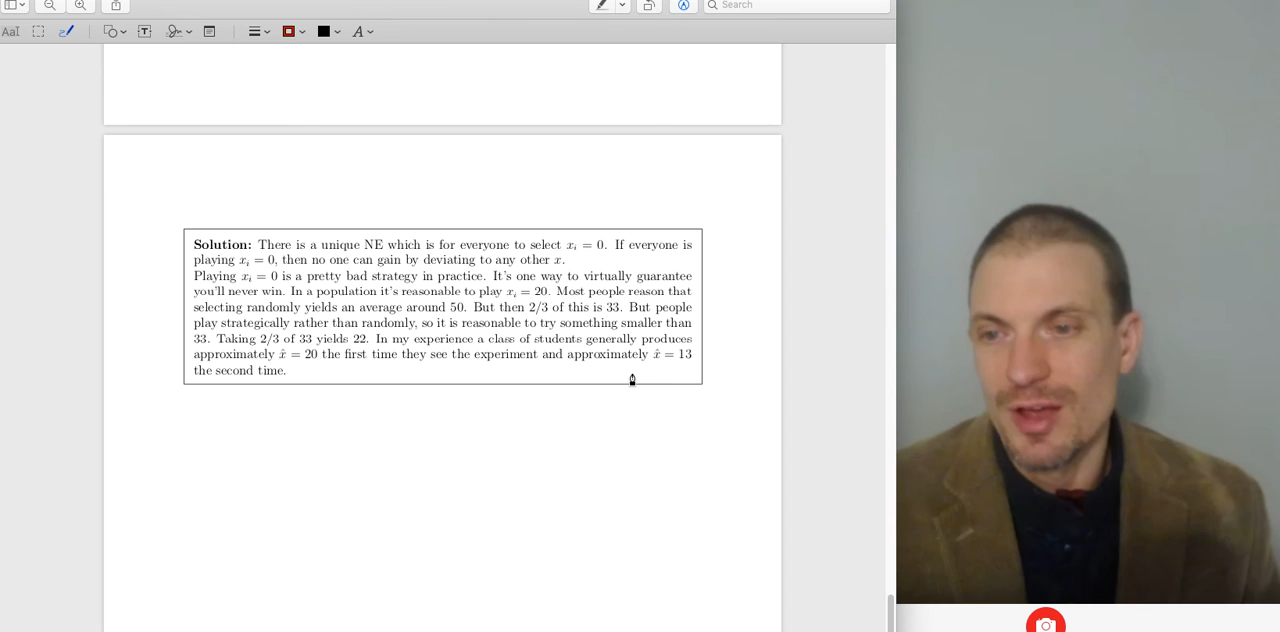 AaI
T
A
Search
Solution: There is a unique NE which is for everyone to select xᵢ = 0. If everyone is
playing xᵢ = 0, then no one can gain by deviating to any other x.
Playing xᵢ = 0 is a pretty bad strategy in practice. It's one way to virtually guarantee
you'll never win. In a population it's reasonable to play xᵢ = 20. Most people reason that
selecting randomly yields an average around 50. But then 2/3 of this is 33. But people
play strategically rather than randomly, so it is reasonable to try something smaller than
33. Taking 2/3 of 33 yields 22. In my experience a class of students generally produces
approximately x̂ = 20 the first time they see the experiment and approximately x̂ = 13
the second time.